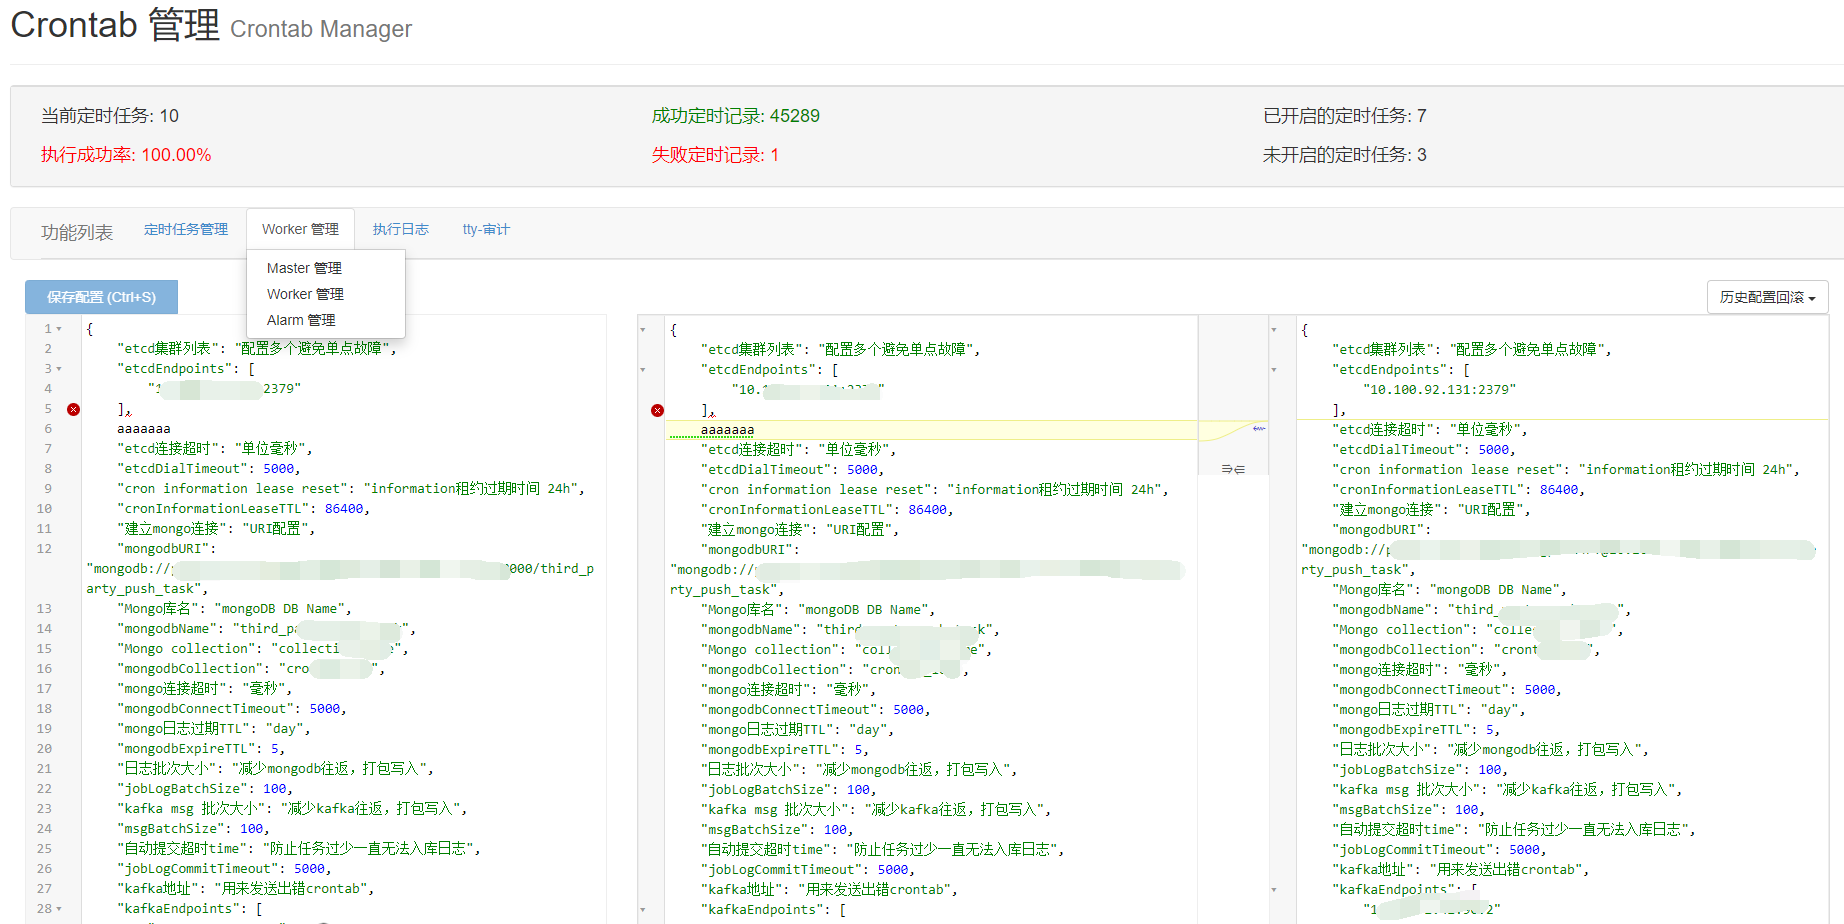 Crontab 管理 Crontab Manager
当前定时任务: 10
成功定时记录: 45289
已开启的定时任务: 7
执行成功率: 100.00%
失败定时记录: 1
未开启的定时任务: 3
功能列表 定时任务管理 Worker 管理 执行日志 tty-审计
Master 管理
Worker 管理
Alarm 管理
保存配置 (Ctrl+S)
历史配置回滚
1 {
2 "etcd集群列表": "配置多个避免单点故障",
3 "etcdEndpoints": [
4 "1 2379"
5 ],
6 aaaaaaa
7 "etcd连接超时": "单位毫秒",
8 "etcdDialTimeout": 5000,
9 "cron information lease reset": "information租约过期时间 24h",
10 "cronInformationLeaseTTL": 86400,
11 "建立mongo连接": "URI配置",
12 "mongodbURI":
"mongodb:// 000/third_p
arty_push_task",
13 "Mongo库名": "mongoDB DB Name",
14 "mongodbName": "third_pa ",
15 "Mongo collection": "collecti e",
16 "mongodbCollection": "cro ",
17 "mongo连接超时": "毫秒",
18 "mongodbConnectTimeout": 5000,
19 "mongo日志过期TTL": "day",
20 "mongodbExpireTTL": 5,
21 "日志批次大小": "减少mongodb往返，打包写入",
22 "jobLogBatchSize": 100,
23 "kafka msg 批次大小": "减少kafka往返，打包写入",
24 "msgBatchSize": 100,
25 "自动提交超时time": "防止任务过少一直无法入库日志",
26 "jobLogCommitTimeout": 5000,
27 "kafka地址": "用来发送出错crontab",
28 "kafkaEndpoints": [
{
"etcd集群列表": "配置多个避免单点故障",
"etcdEndpoints": [
"10. "
],
aaaaaaa
"etcd连接超时": "单位毫秒",
"etcdDialTimeout": 5000,
"cron information lease reset": "information租约过期时间 24h",
"cronInformationLeaseTTL": 86400,
"建立mongo连接": "URI配置",
"mongodbURI":
"mongodb://
rty_push_task",
"Mongo库名": "mongoDB DB Name",
"mongodbName": "third k",
"Mongo collection": "coll e",
"mongodbCollection": "cron ,
"mongo连接超时": "毫秒",
"mongodbConnectTimeout": 5000,
"mongo日志过期TTL": "day",
"mongodbExpireTTL": 5,
"日志批次大小": "减少mongodb往返，打包写入",
"jobLogBatchSize": 100,
"kafka msg 批次大小": "减少kafka往返，打包写入",
"msgBatchSize": 100,
"自动提交超时time": "防止任务过少一直无法入库日志",
"jobLogCommitTimeout": 5000,
"kafka地址": "用来发送出错crontab",
"kafkaEndpoints": [
{
"etcd集群列表": "配置多个避免单点故障",
"etcdEndpoints": [
"10.100.92.131:2379"
],
"etcd连接超时": "单位毫秒",
"etcdDialTimeout": 5000,
"cron information lease reset": "information租约过期时间 24h",
"cronInformationLeaseTTL": 86400,
"建立mongo连接": "URI配置",
"mongodbURI":
"mongodb://
rty_push_task",
"Mongo库名": "mongoDB DB Name",
"mongodbName": "third_ ",
"Mongo collection": "colle ",
"mongodbCollection": "cront ",
"mongo连接超时": "毫秒",
"mongodbConnectTimeout": 5000,
"mongo日志过期TTL": "day",
"mongodbExpireTTL": 5,
"日志批次大小": "减少mongodb往返，打包写入",
"jobLogBatchSize": 100,
"kafka msg 批次大小": "减少kafka往返，打包写入",
"msgBatchSize": 100,
"自动提交超时time": "防止任务过少一直无法入库日志",
"jobLogCommitTimeout": 5000,
"kafka地址": "用来发送出错crontab",
"kafkaEndpoints": [
"1 2"